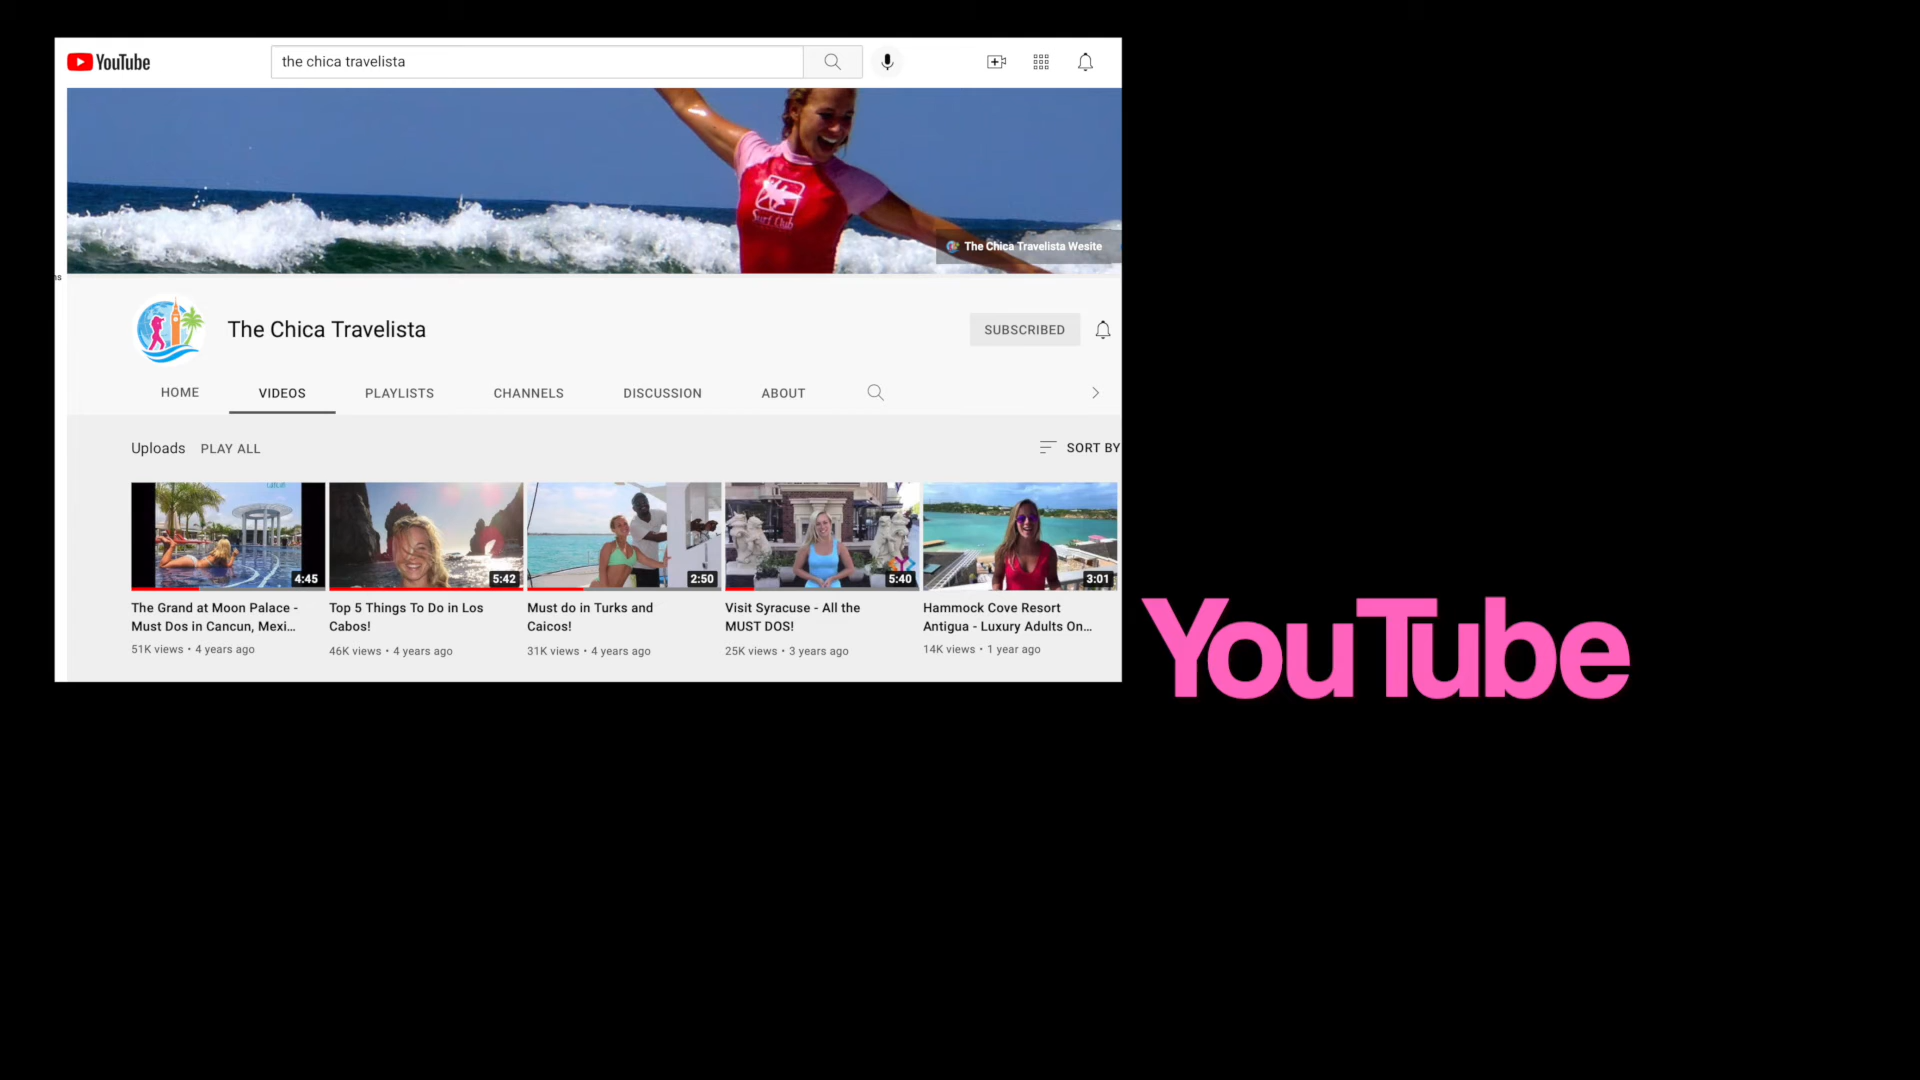 YouTube
the chica travelista
Surf Club
The Chica Travelista Wesite
The Chica Travelista
SUBSCRIBED
HOME VIDEOS PLAYLISTS CHANNELS DISCUSSION ABOUT
Uploads PLAY ALL
SORT BY
4:45
5:42
2:50
5:40
3:01
The Grand at Moon Palace -
Must Dos in Cancun, Mexi...
51K views • 4 years ago
Top 5 Things To Do in Los
Cabos!
46K views • 4 years ago
Must do in Turks and
Caicos!
31K views • 4 years ago
Visit Syracuse - All the
MUST DOS!
25K views • 3 years ago
Hammock Cove Resort
Antigua - Luxury Adults On...
14K views • 1 year ago
YouTube